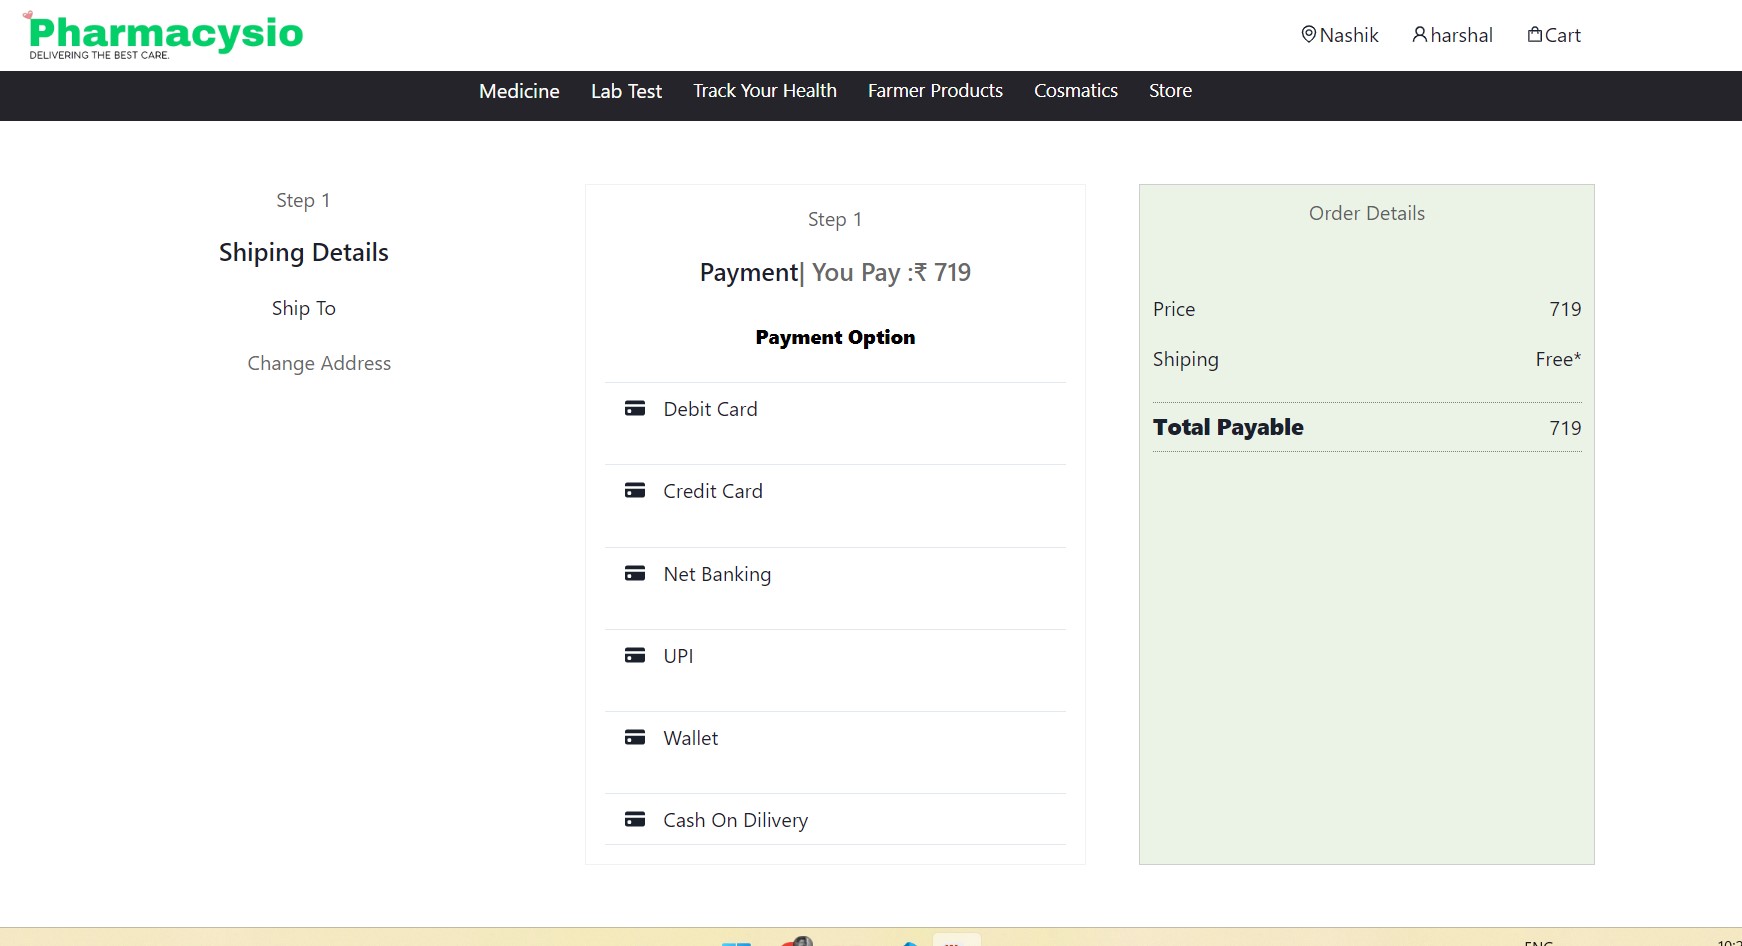 Pharmacysio
DELIVERING THE BEST CARE.
Nashik harshal Cart
Medicine Lab Test Track Your Health Farmer Products Cosmatics Store
Step 1
Shiping Details
Ship To
Change Address
Step 1
Payment| You Pay :₹ 719
Payment Option
Debit Card
Credit Card
Net Banking
UPI
Wallet
Cash On Dilivery
Order Details
Price 719
Shiping Free*
Total Payable 719
ENG